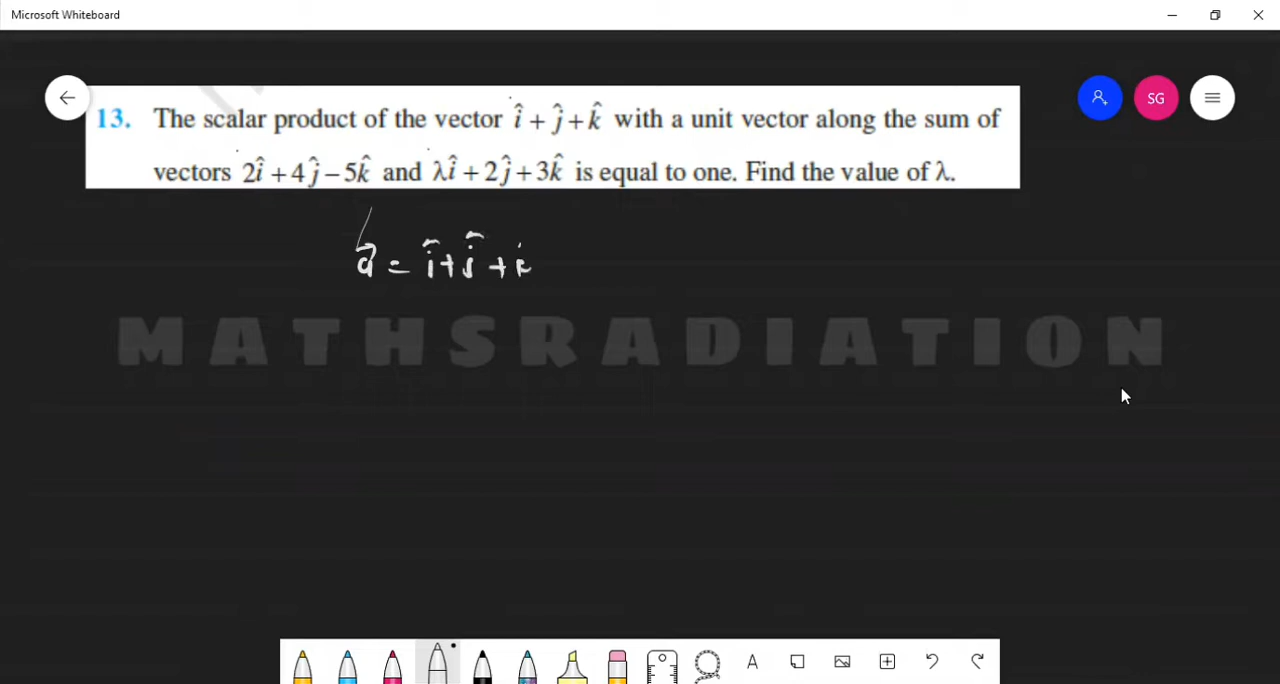 Microsoft Whiteboard
SG
13. The scalar product of the vector î + ĵ + k̂ with a unit vector along the sum of
vectors 2î + 4ĵ − 5k̂ and λî + 2ĵ + 3k̂ is equal to one. Find the value of λ.
a⃗ = î + ĵ + k
MATHSRADIATION
A